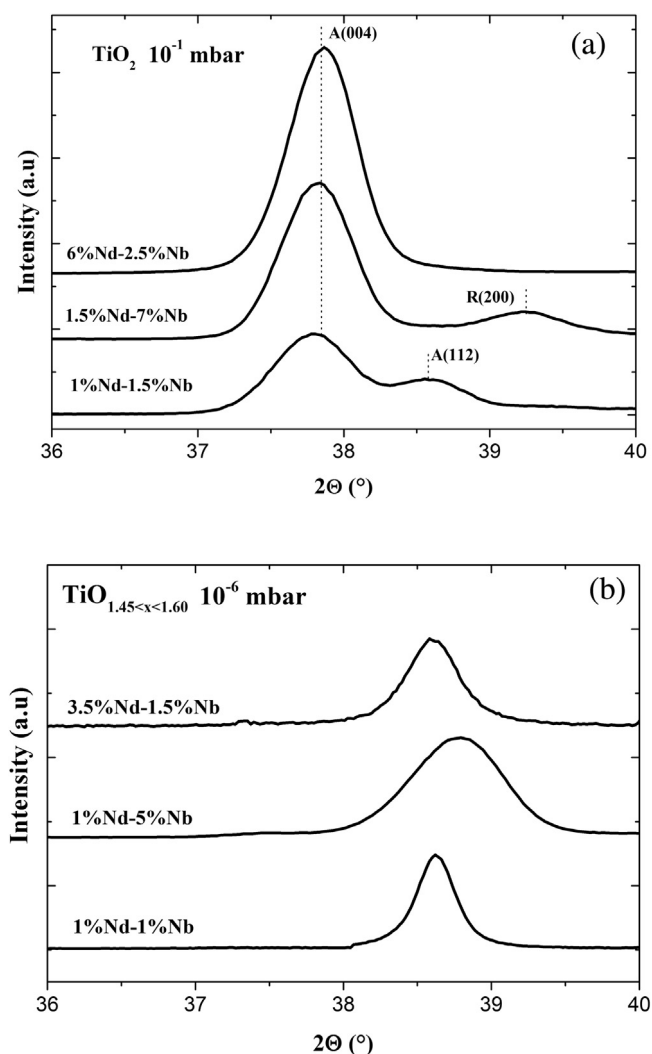 A(004)
(a)
TiO2 10-1 mbar
6%Nd-2.5%Nb
R(200)
1.5%Nd-7%Nb
A(112)
1%Nd-1.5%Nb
Intensity (a.u)
36 37 38 39 40
2Θ (°)
(b)
TiO1.45<x<1.60 10-6 mbar
3.5%Nd-1.5%Nb
1%Nd-5%Nb
1%Nd-1%Nb
Intensity (a.u)
36 37 38 39 40
2Θ (°)